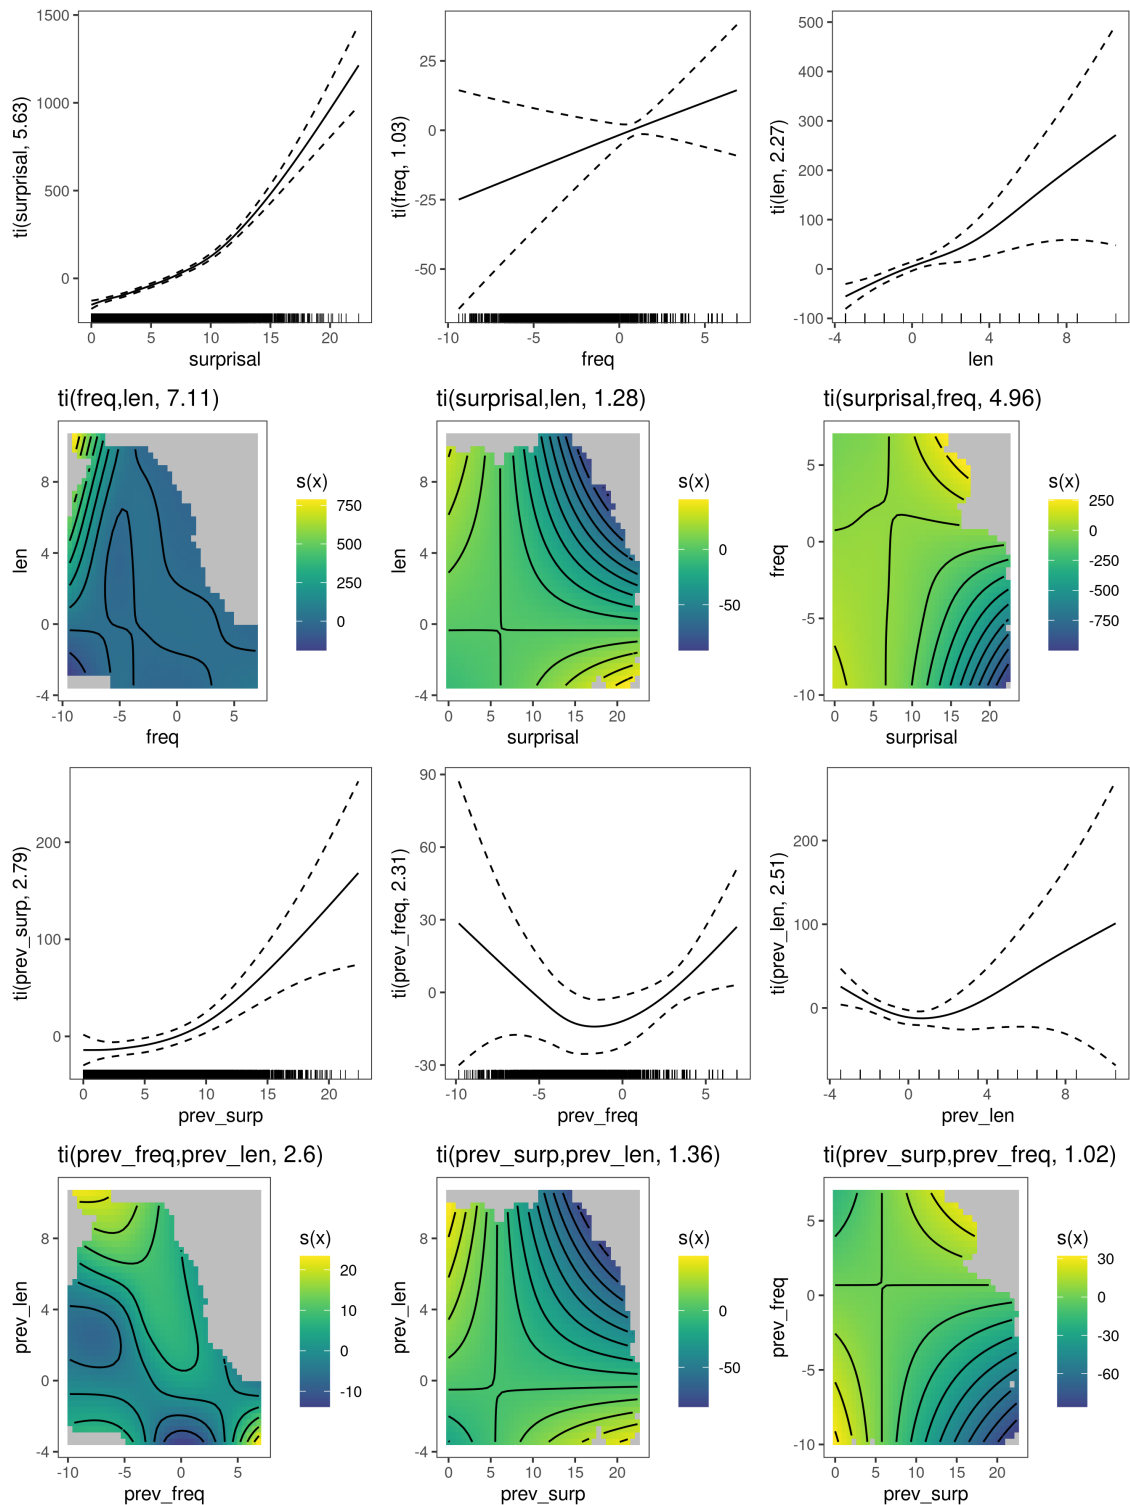 ti(surprisal, 5.63)
1500
1000
500
0
0 5 10 15 20
surprisal
ti(freq, 1.03)
25
0
-25
-50
-10 -5 0 5
freq
ti(len, 2.27)
500
400
300
200
100
0
-100
-4 0 4 8
len
ti(freq,len, 7.11)
len
8
4
0
-4
-10 -5 0 5
freq
s(x)
750
500
250
0
ti(surprisal,len, 1.28)
len
8
4
0
-4
0 5 10 15 20
surprisal
s(x)
0
-50
ti(surprisal,freq, 4.96)
freq
5
0
-5
-10
0 5 10 15 20
surprisal
s(x)
250
0
-250
-500
-750
ti(prev_surp, 2.79)
200
100
0
0 5 10 15 20
prev_surp
ti(prev_freq, 2.31)
90
60
30
0
-30
-10 -5 0 5
prev_freq
ti(prev_len, 2.51)
200
100
0
-4 0 4 8
prev_len
ti(prev_freq,prev_len, 2.6)
prev_len
8
4
0
-4
-10 -5 0 5
prev_freq
s(x)
20
10
0
-10
ti(prev_surp,prev_len, 1.36)
prev_len
8
4
0
-4
0 5 10 15 20
prev_surp
s(x)
0
-50
ti(prev_surp,prev_freq, 1.02)
prev_freq
5
0
-5
-10
0 5 10 15 20
prev_surp
s(x)
30
0
-30
-60